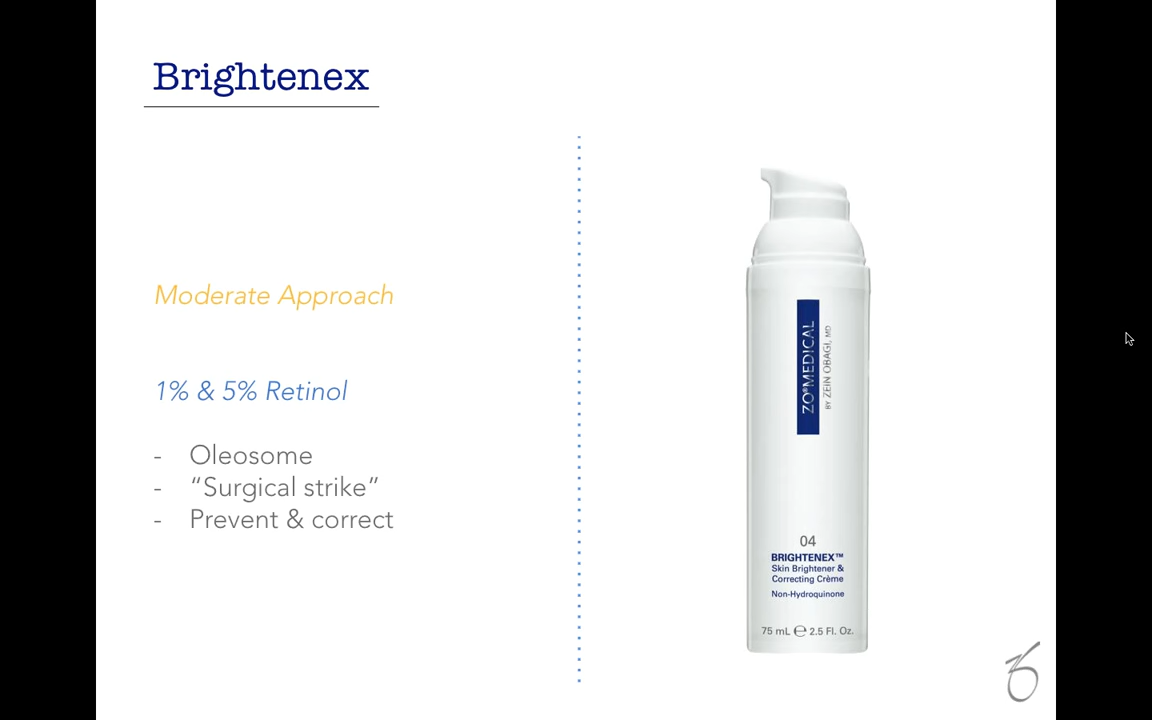 Brightenex
Moderate Approach
1% & 5% Retinol
- Oleosome
- “Surgical strike”
- Prevent & correct
ZO®MEDICAL
BY ZEIN OBAGI, MD
04
BRIGHTENEX™
Skin Brightener &
Correcting Crème
Non-Hydroquinone
75 mL ℮ 2.5 Fl. Oz.